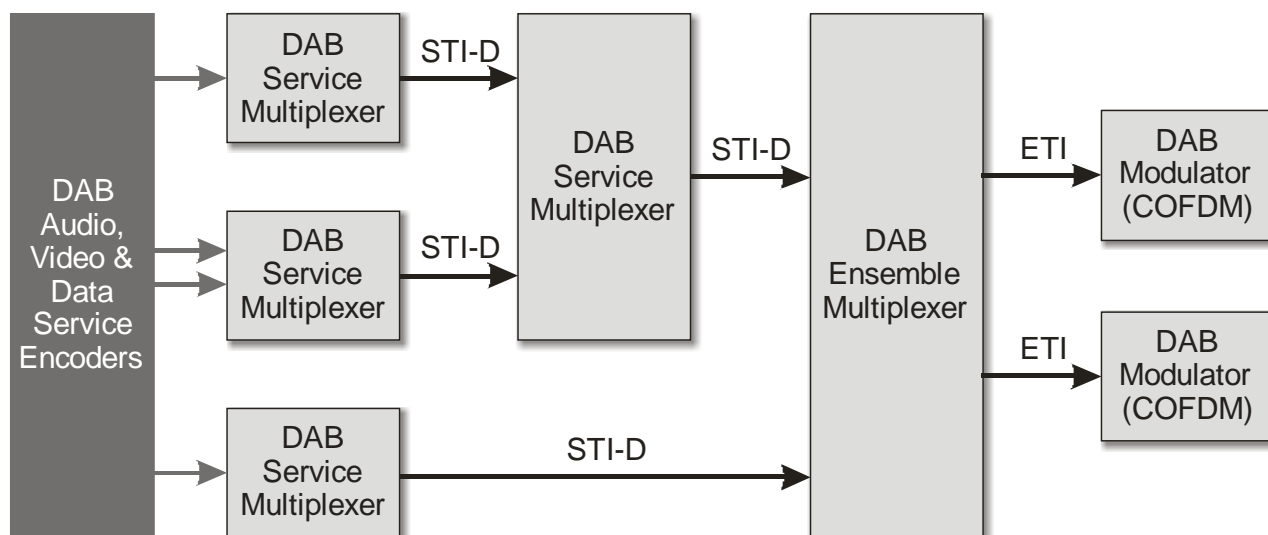 DAB
Audio,
Video &
Data
Service
Encoders
DAB
Service
Multiplexer
STI-D
DAB
Service
Multiplexer
STI-D
DAB
Service
Multiplexer
STI-D
DAB
Service
Multiplexer
STI-D
DAB
Ensemble
Multiplexer
ETI
DAB
Modulator
(COFDM)
ETI
DAB
Modulator
(COFDM)